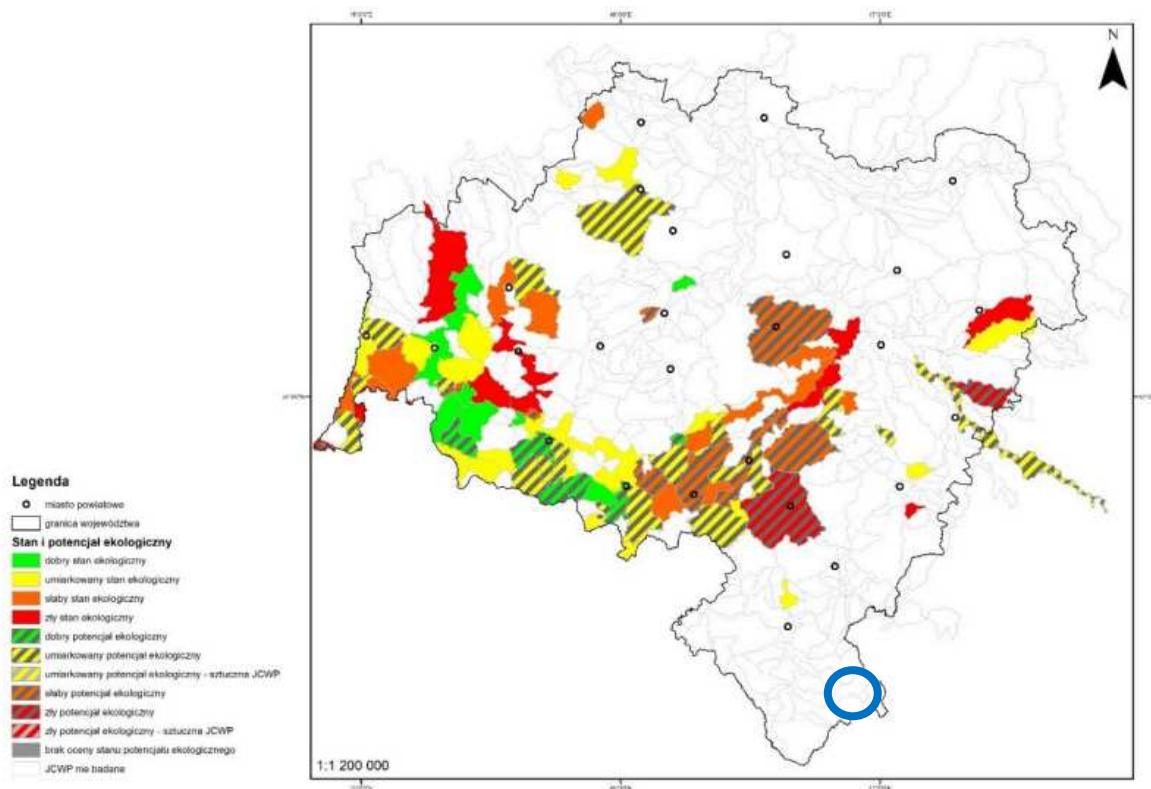 N
1:1 200 000
Legenda
miasto powiatowe
granica województwa
Stan i potencjał ekologiczny
dobry stan ekologiczny
umiarkowany stan ekologiczny
słaby stan ekologiczny
zły stan ekologiczny
dobry potencjał ekologiczny
umiarkowany potencjał ekologiczny
umiarkowany potencjał ekologiczny - sztuczna JCWP
słaby potencjał ekologiczny
zły potencjał ekologiczny
zły potencjał ekologiczny - sztuczna JCWP
brak oceny stanu potencjału ekologicznego
JCWP nie badane